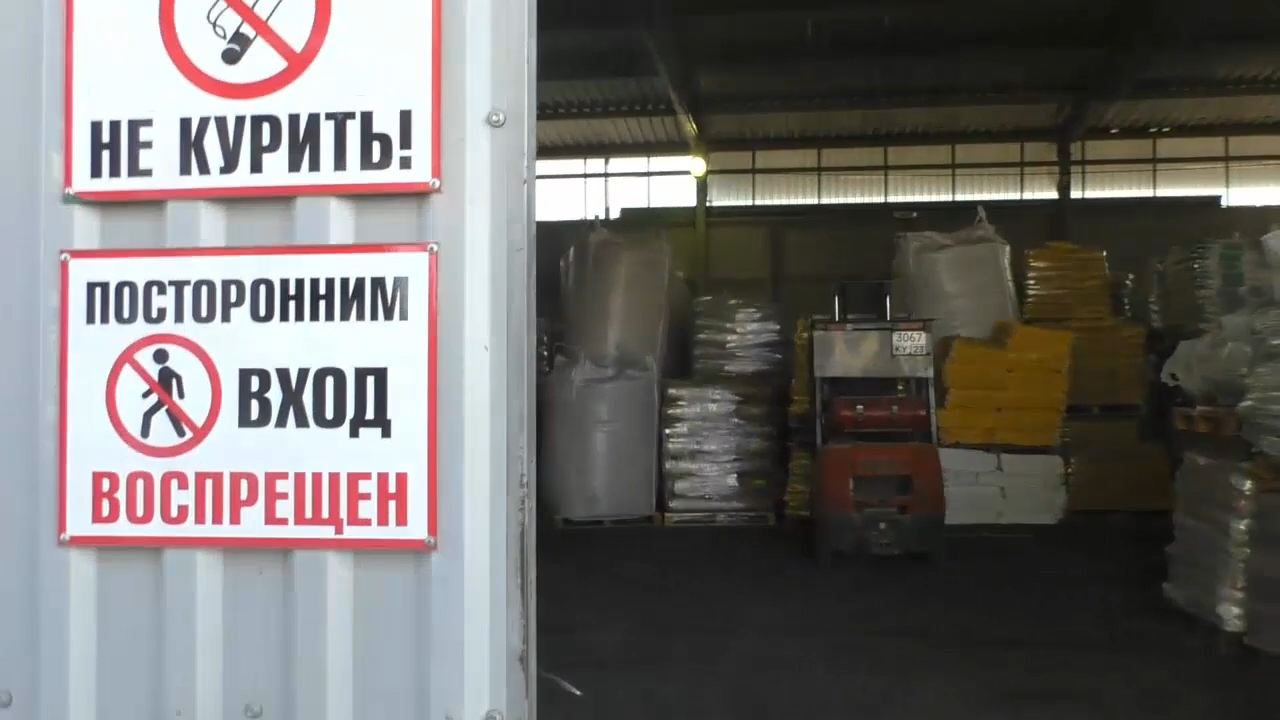 НЕ КУРИТЬ!
ПОСТОРОННИМ
ВХОД
ВОСПРЕЩЕН
3067
КУ 23